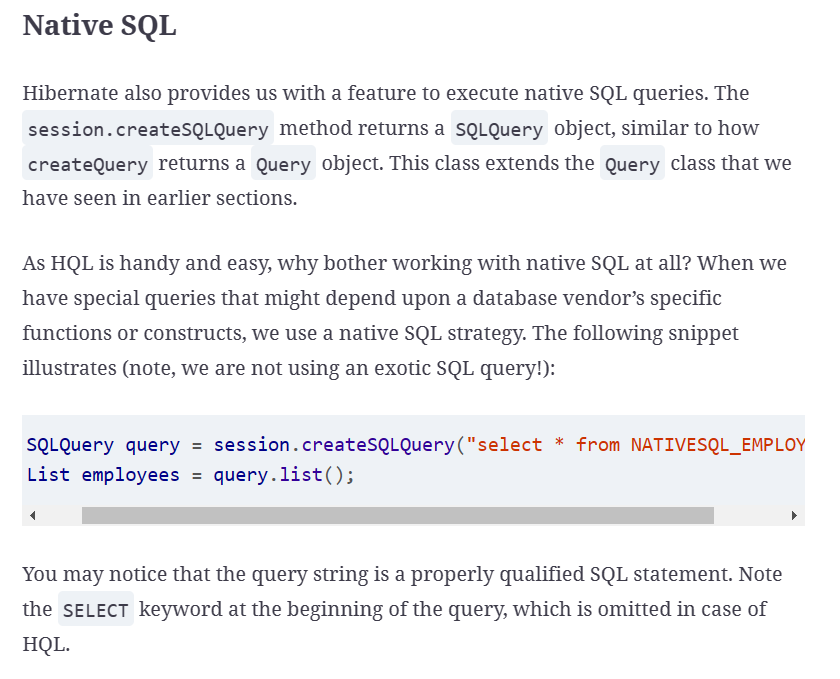 Native SQL
Hibernate also provides us with a feature to execute native SQL queries. The
session.createSQLQuery method returns a SQLQuery object, similar to how
createQuery returns a Query object. This class extends the Query class that we
have seen in earlier sections.
As HQL is handy and easy, why bother working with native SQL at all? When we
have special queries that might depend upon a database vendor’s specific
functions or constructs, we use a native SQL strategy. The following snippet
illustrates (note, we are not using an exotic SQL query!):
SQLQuery query = session.createSQLQuery("select * from NATIVESQL_EMPLOY
List employees = query.list();
You may notice that the query string is a properly qualified SQL statement. Note
the SELECT keyword at the beginning of the query, which is omitted in case of
HQL.